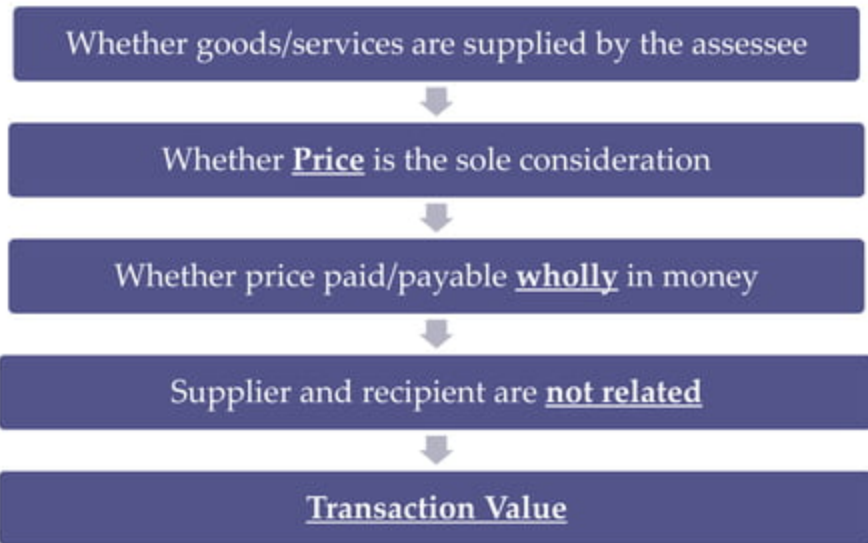 Whether goods/services are supplied by the assessee
Whether Price is the sole consideration
Whether price paid/payable wholly in money
Supplier and recipient are not related
Transaction Value